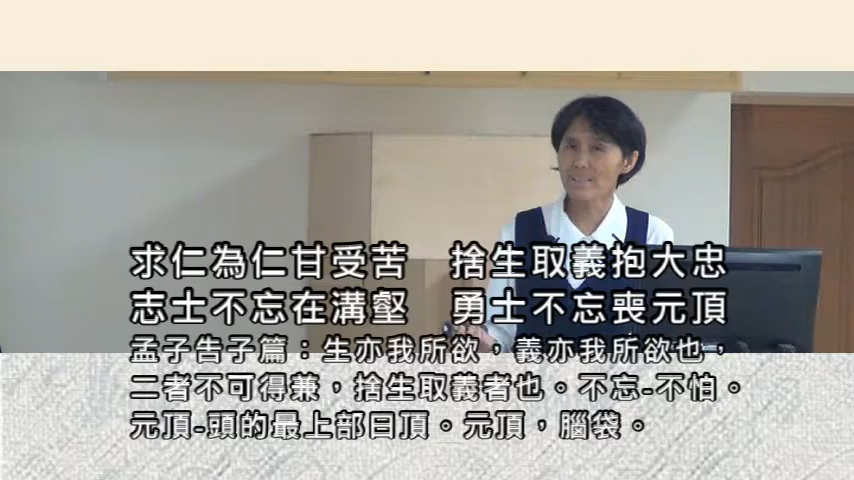 求仁為仁甘受苦　捨生取義抱大忠
志士不忘在溝壑　勇士不忘喪元頂
孟子告子篇：生亦我所欲，義亦我所欲也，
二者不可得兼，捨生取義者也。不忘-不怕。
元頂-頭的最上部曰頂。元頂，腦袋。